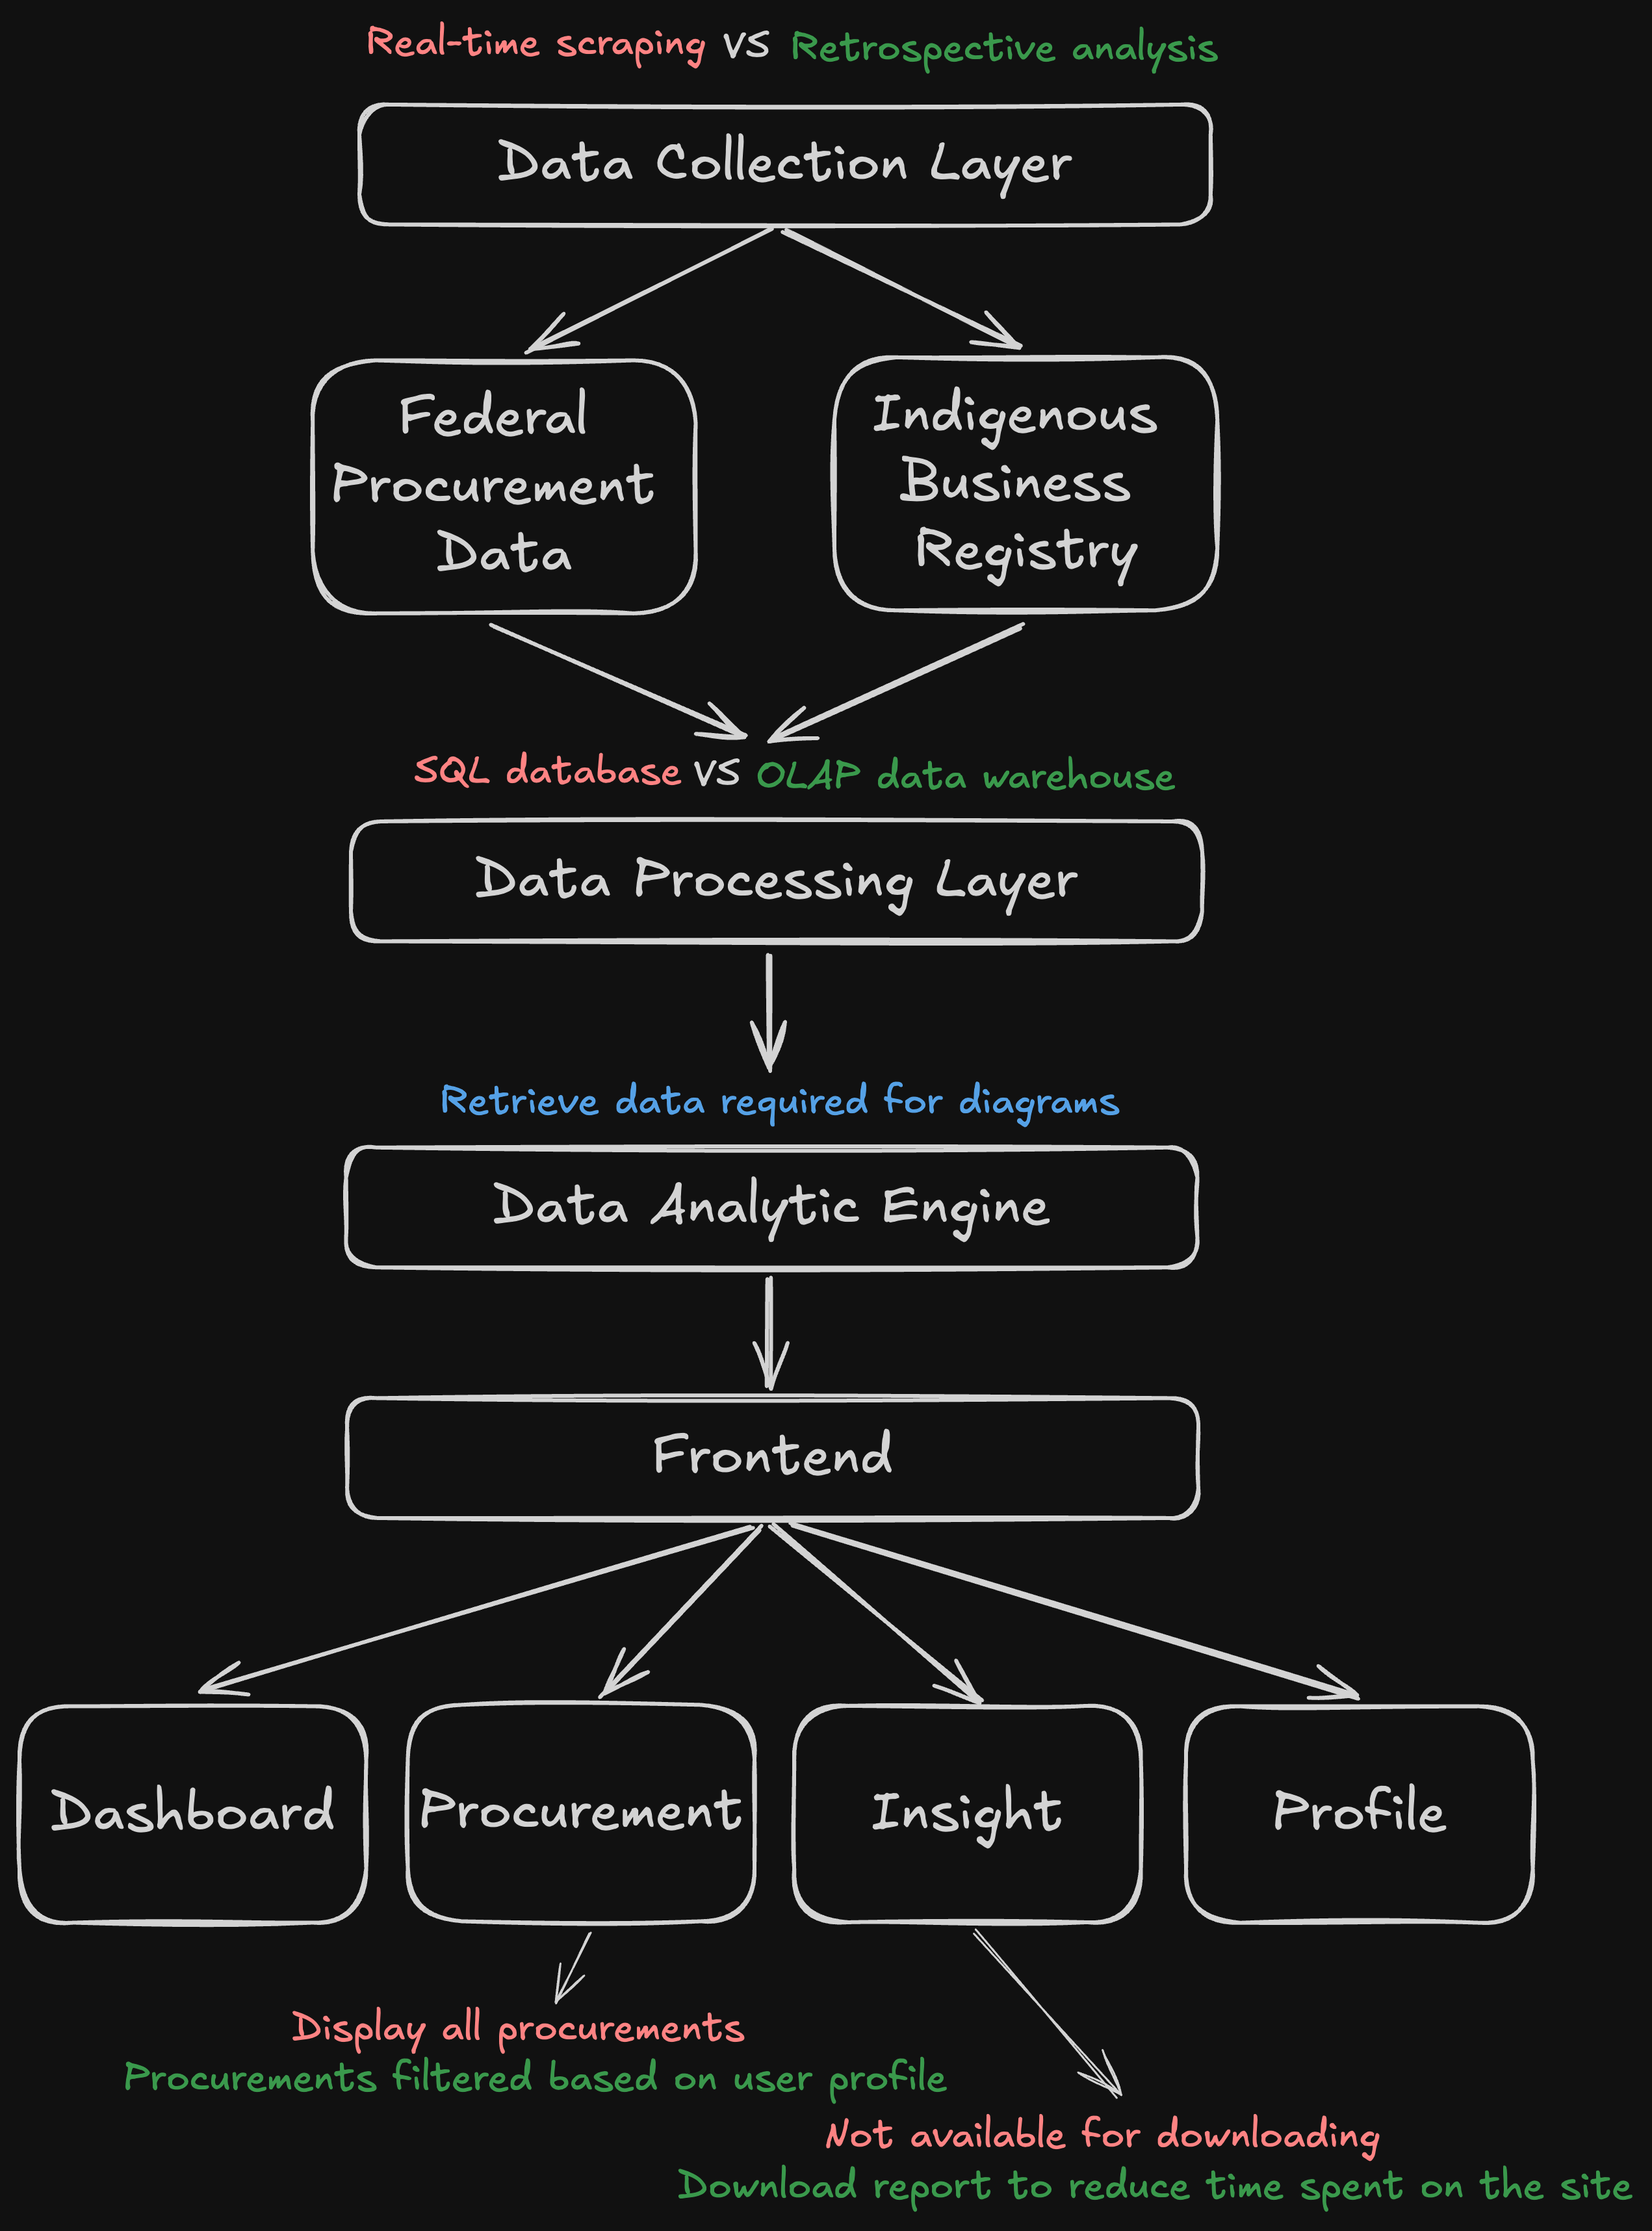 Real-time scraping VS Retrospective analysis
Data Collection Layer
Federal
Procurement
Data
Indigenous
Business
Registry
SQL database VS OLAP data warehouse
Data Processing Layer
Retrieve data required for diagrams
Data Analytic Engine
Frontend
Dashboard
Procurement
Insight
Profile
Display all procurements
Procurements filtered based on user profile
Not available for downloading
Download report to reduce time spent on the site